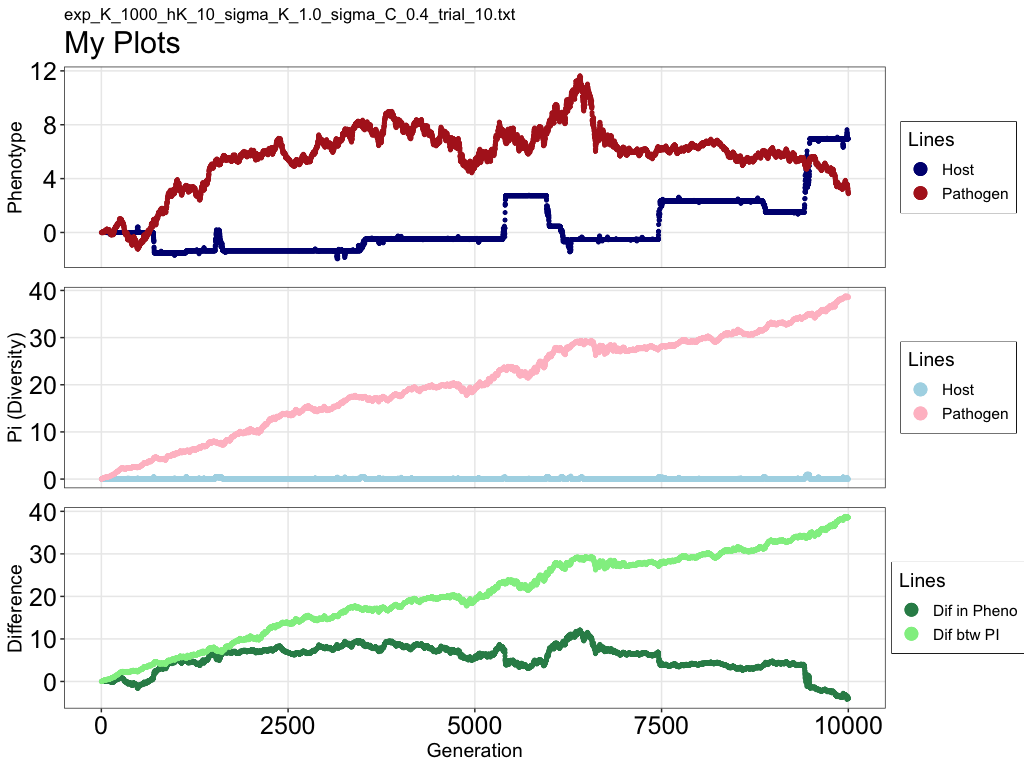 exp_K_1000_hK_10_sigma_K_1.0_sigma_C_0.4_trial_10.txt
My Plots
Phenotype
12
8
4
0
Lines
Host
Pathogen
Pi (Diversity)
40
30
20
10
0
Lines
Host
Pathogen
Difference
40
30
20
10
0
Lines
Dif in Pheno
Dif btw PI
0 2500 5000 7500 10000
Generation